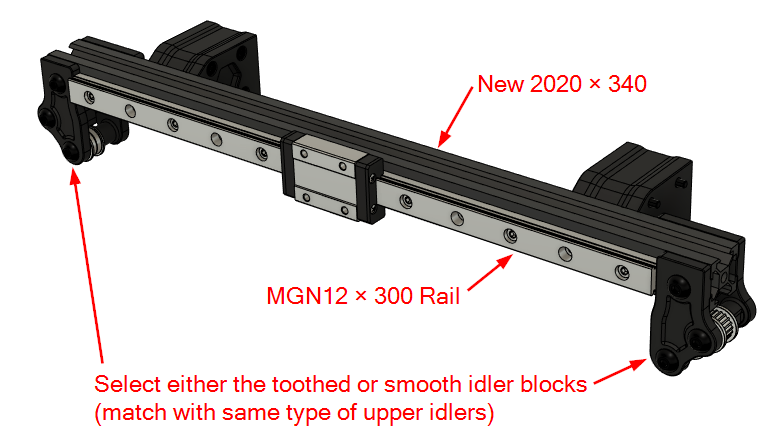 New 2020 × 340
MGN12 × 300 Rail
Select either the toothed or smooth idler blocks
(match with same type of upper idlers)